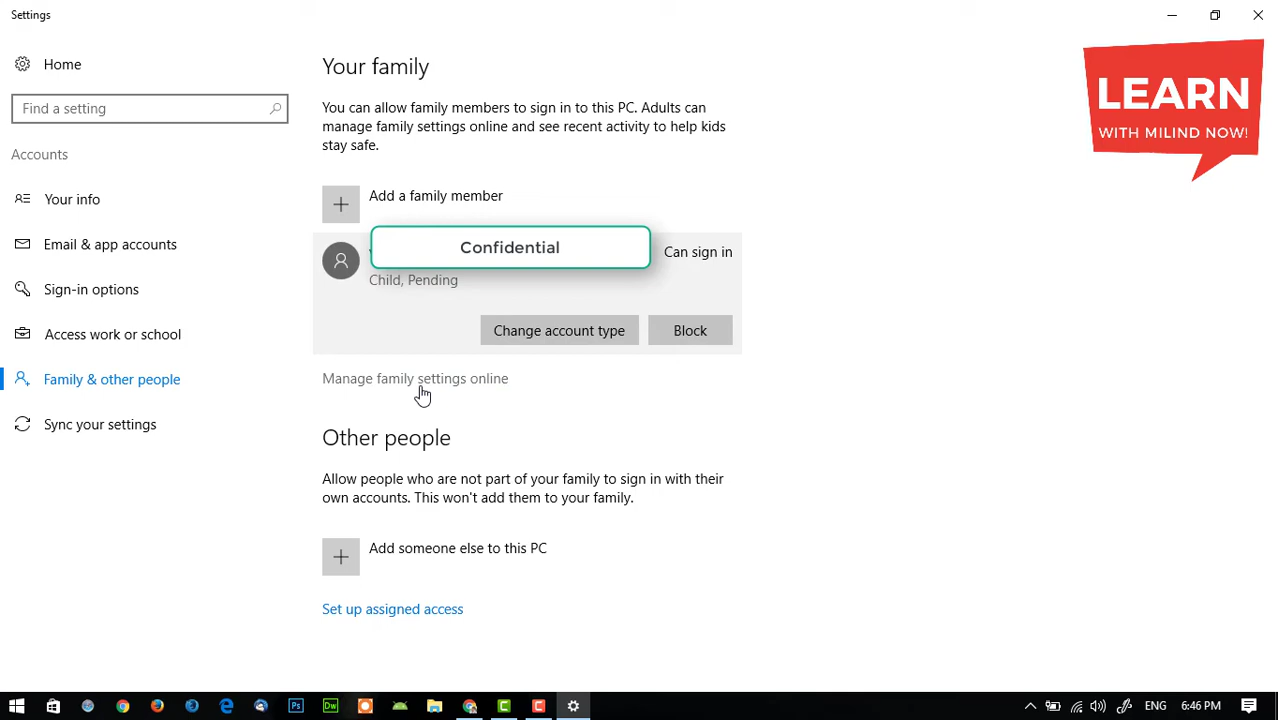 Settings
Home
Find a setting
Accounts
Your info
Email & app accounts
Sign-in options
Access work or school
Family & other people
Sync your settings
Your family
You can allow family members to sign in to this PC. Adults can
manage family settings online and see recent activity to help kids
stay safe.
Add a family member
Confidential
Can sign in
Child, Pending
Change account type
Block
Manage family settings online
Other people
Allow people who are not part of your family to sign in with their
own accounts. This won't add them to your family.
Add someone else to this PC
Set up assigned access
LEARN
WITH MILIND NOW!
Ps
Dw
ENG
6:46 PM